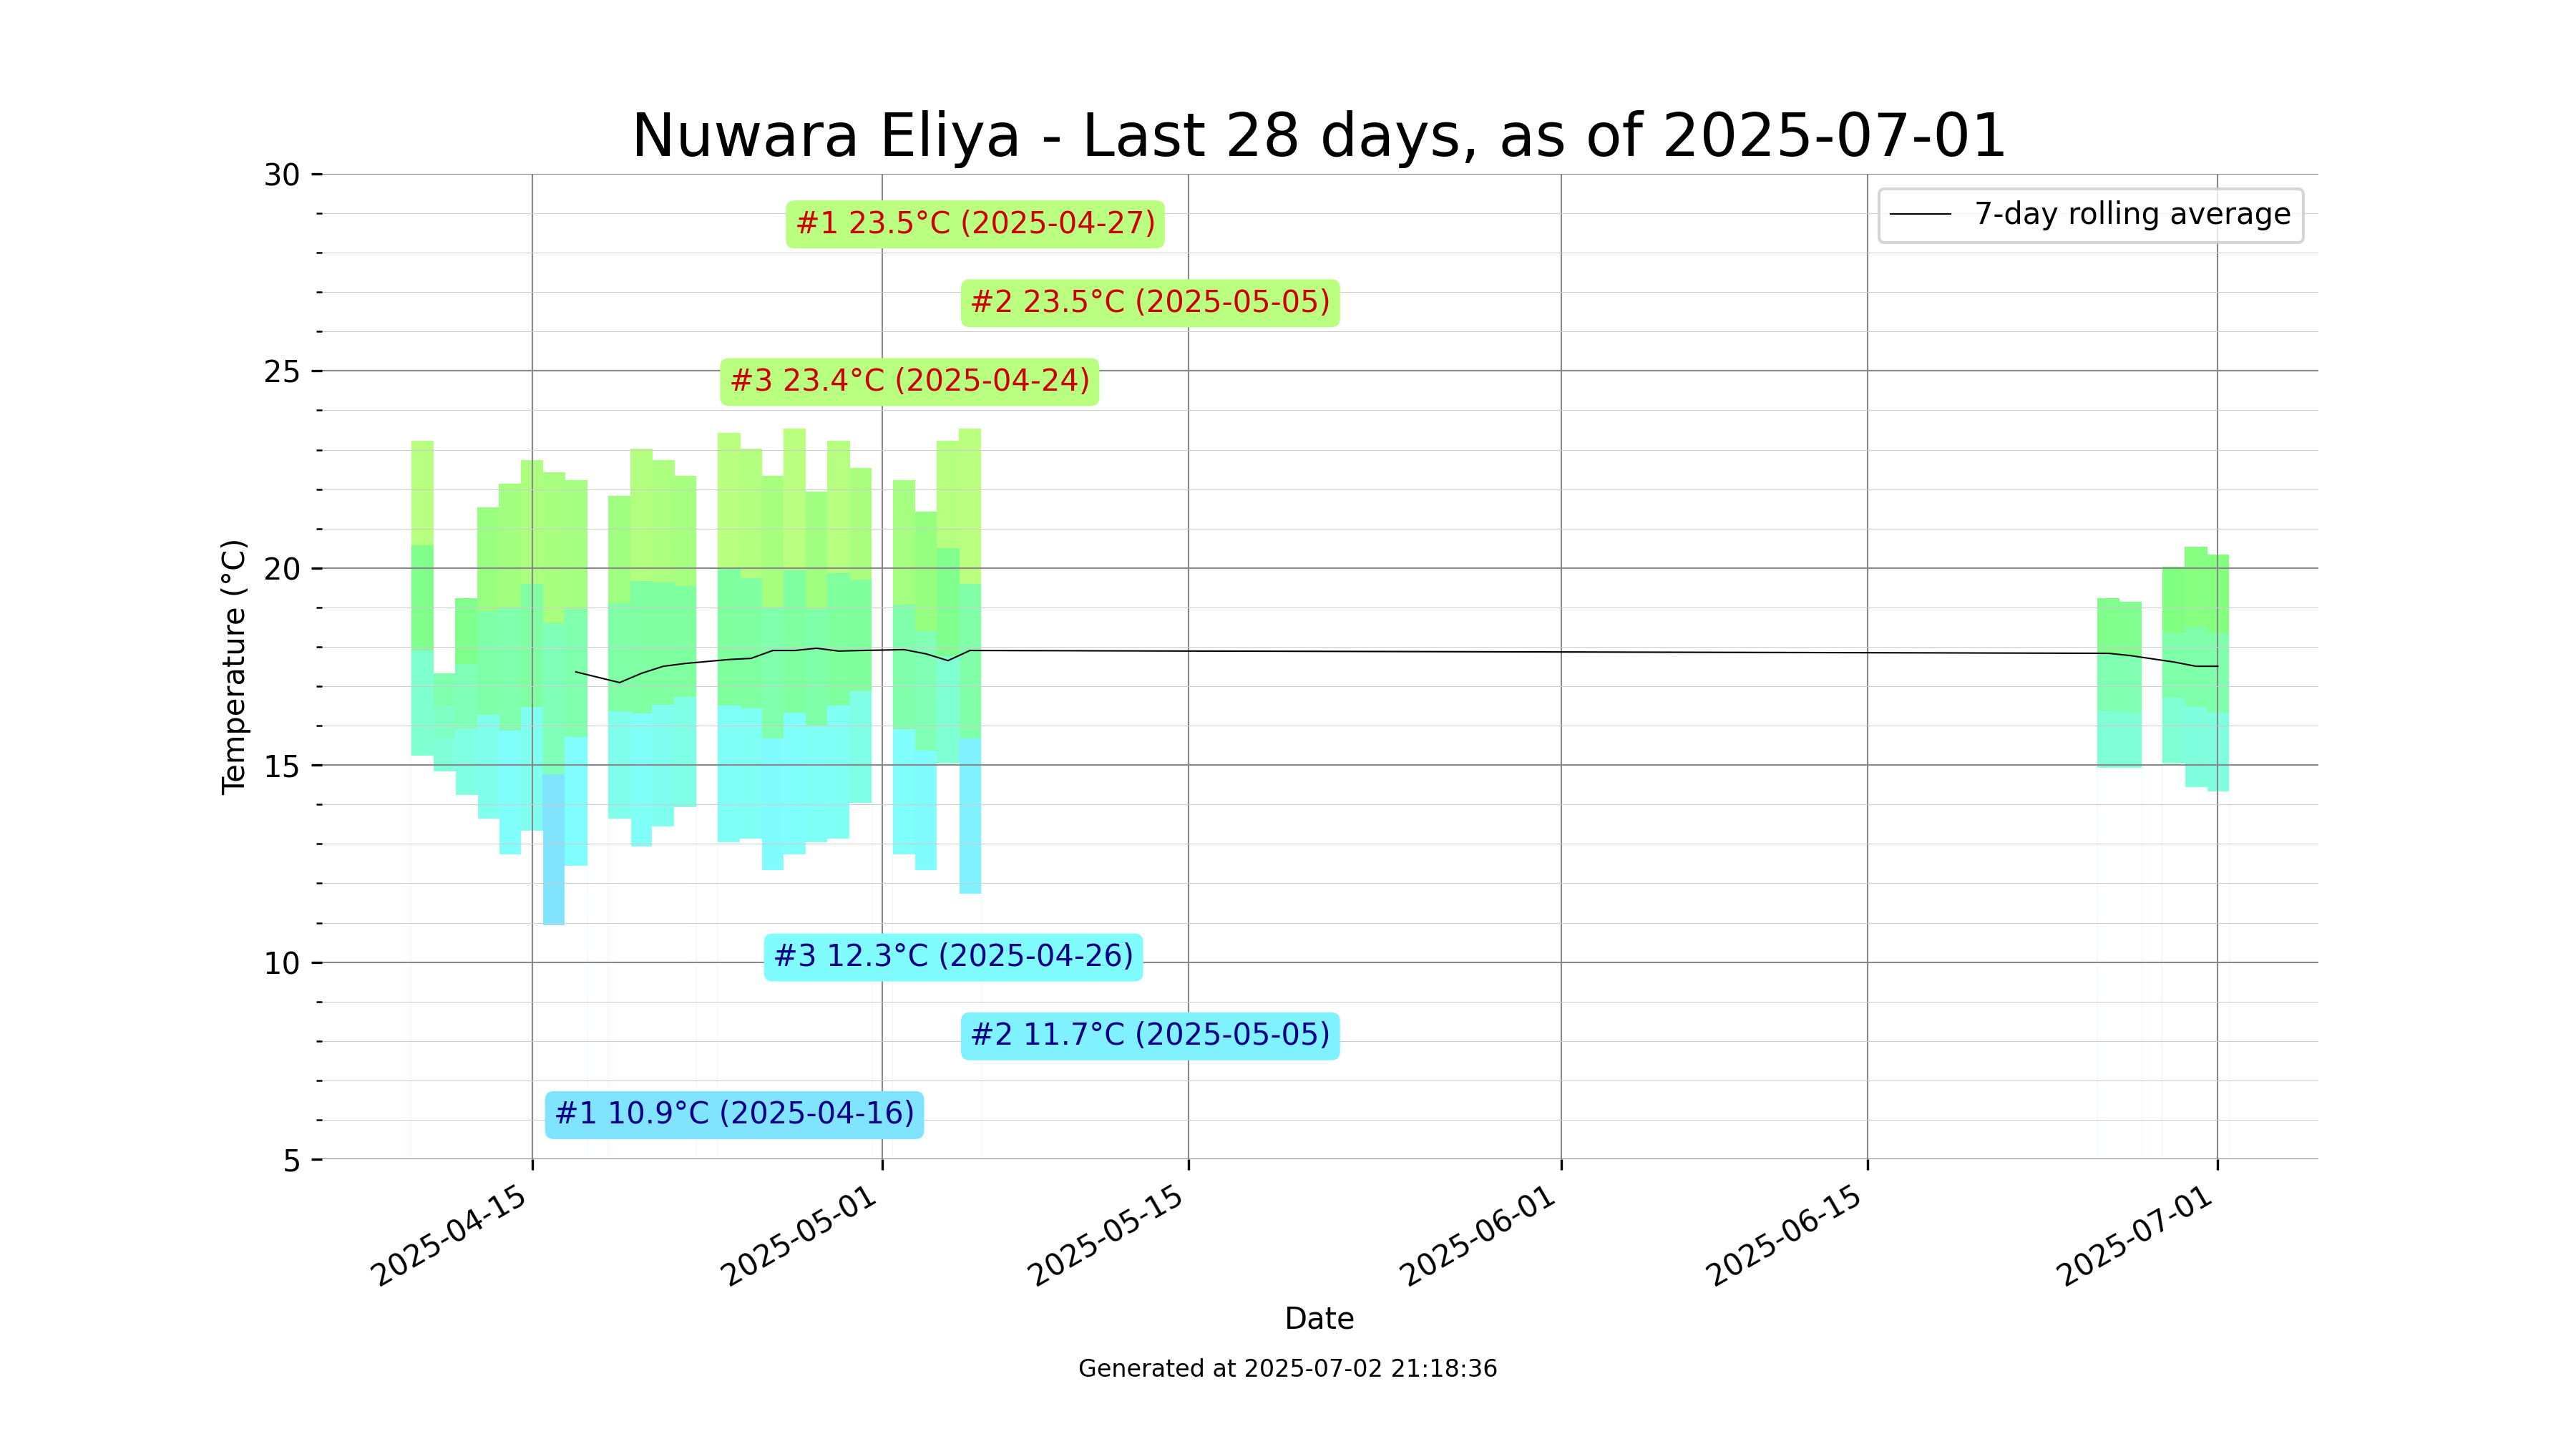 Nuwara Eliya - Last 28 days, as of 2025-07-01
30
7-day rolling average
#1 23.5°C (2025-04-27)
#2 23.5°C (2025-05-05)
25
#3 23.4°C (2025-04-24)
20
Temperature (°C)
15
10
#3 12.3°C (2025-04-26)
#2 11.7°C (2025-05-05)
#1 10.9°C (2025-04-16)
5
2025-04-15
2025-05-01
2025-05-15
2025-06-01
2025-06-15
2025-07-01
Date
Generated at 2025-07-02 21:18:36